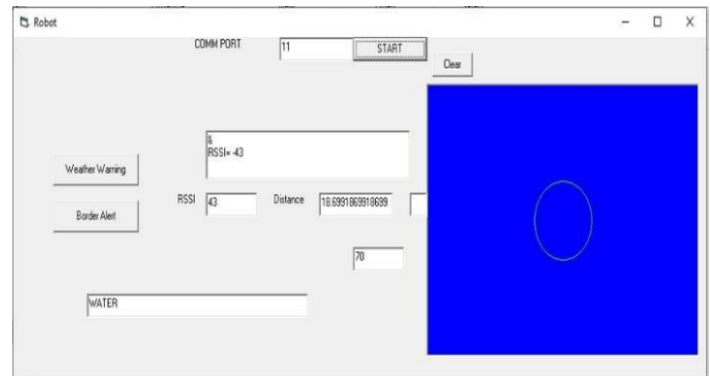 Robot
COMM PORT 11 START
Clear
&
RSSI= -43
Weather Warning
RSSI 43 Distance 18.6991869918699
Border Alert
70
WATER